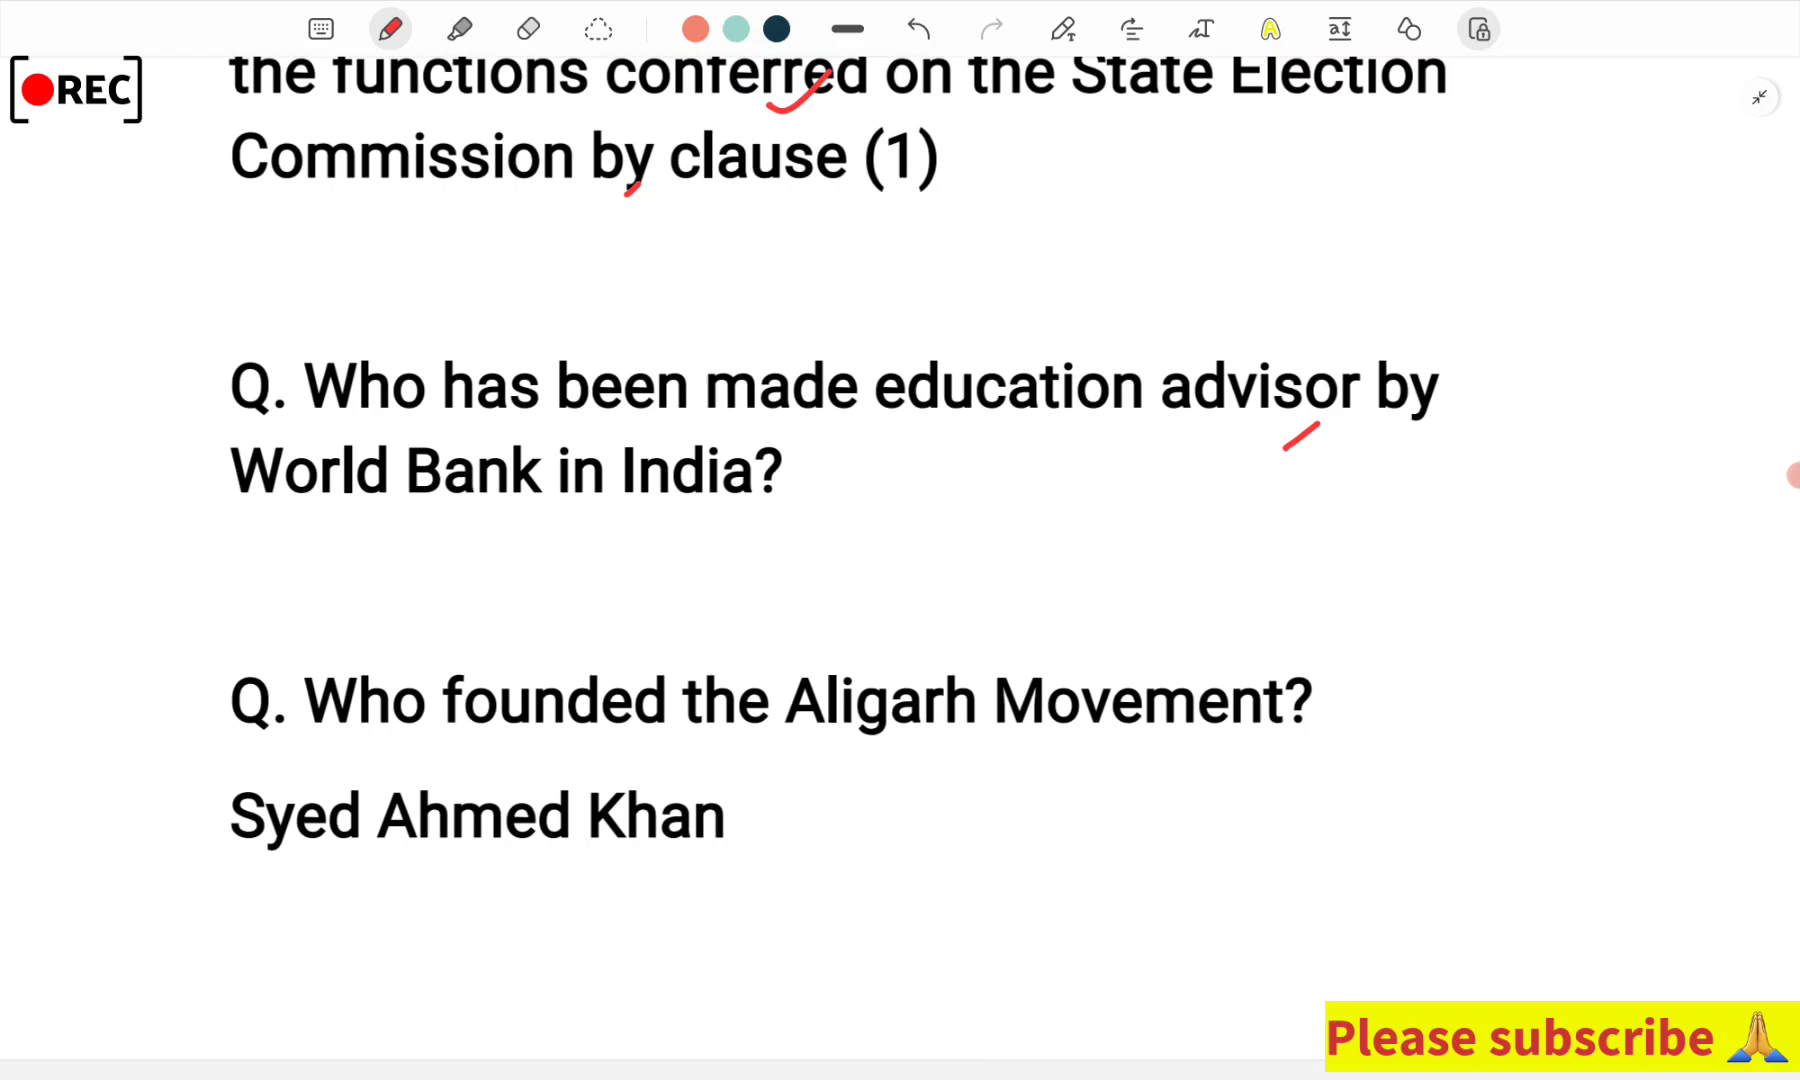 REC
the functions conferred on the State Election
Commission by clause (1)
Q. Who has been made education advisor by
World Bank in India?
Q. Who founded the Aligarh Movement?
Syed Ahmed Khan
Please subscribe 🙏